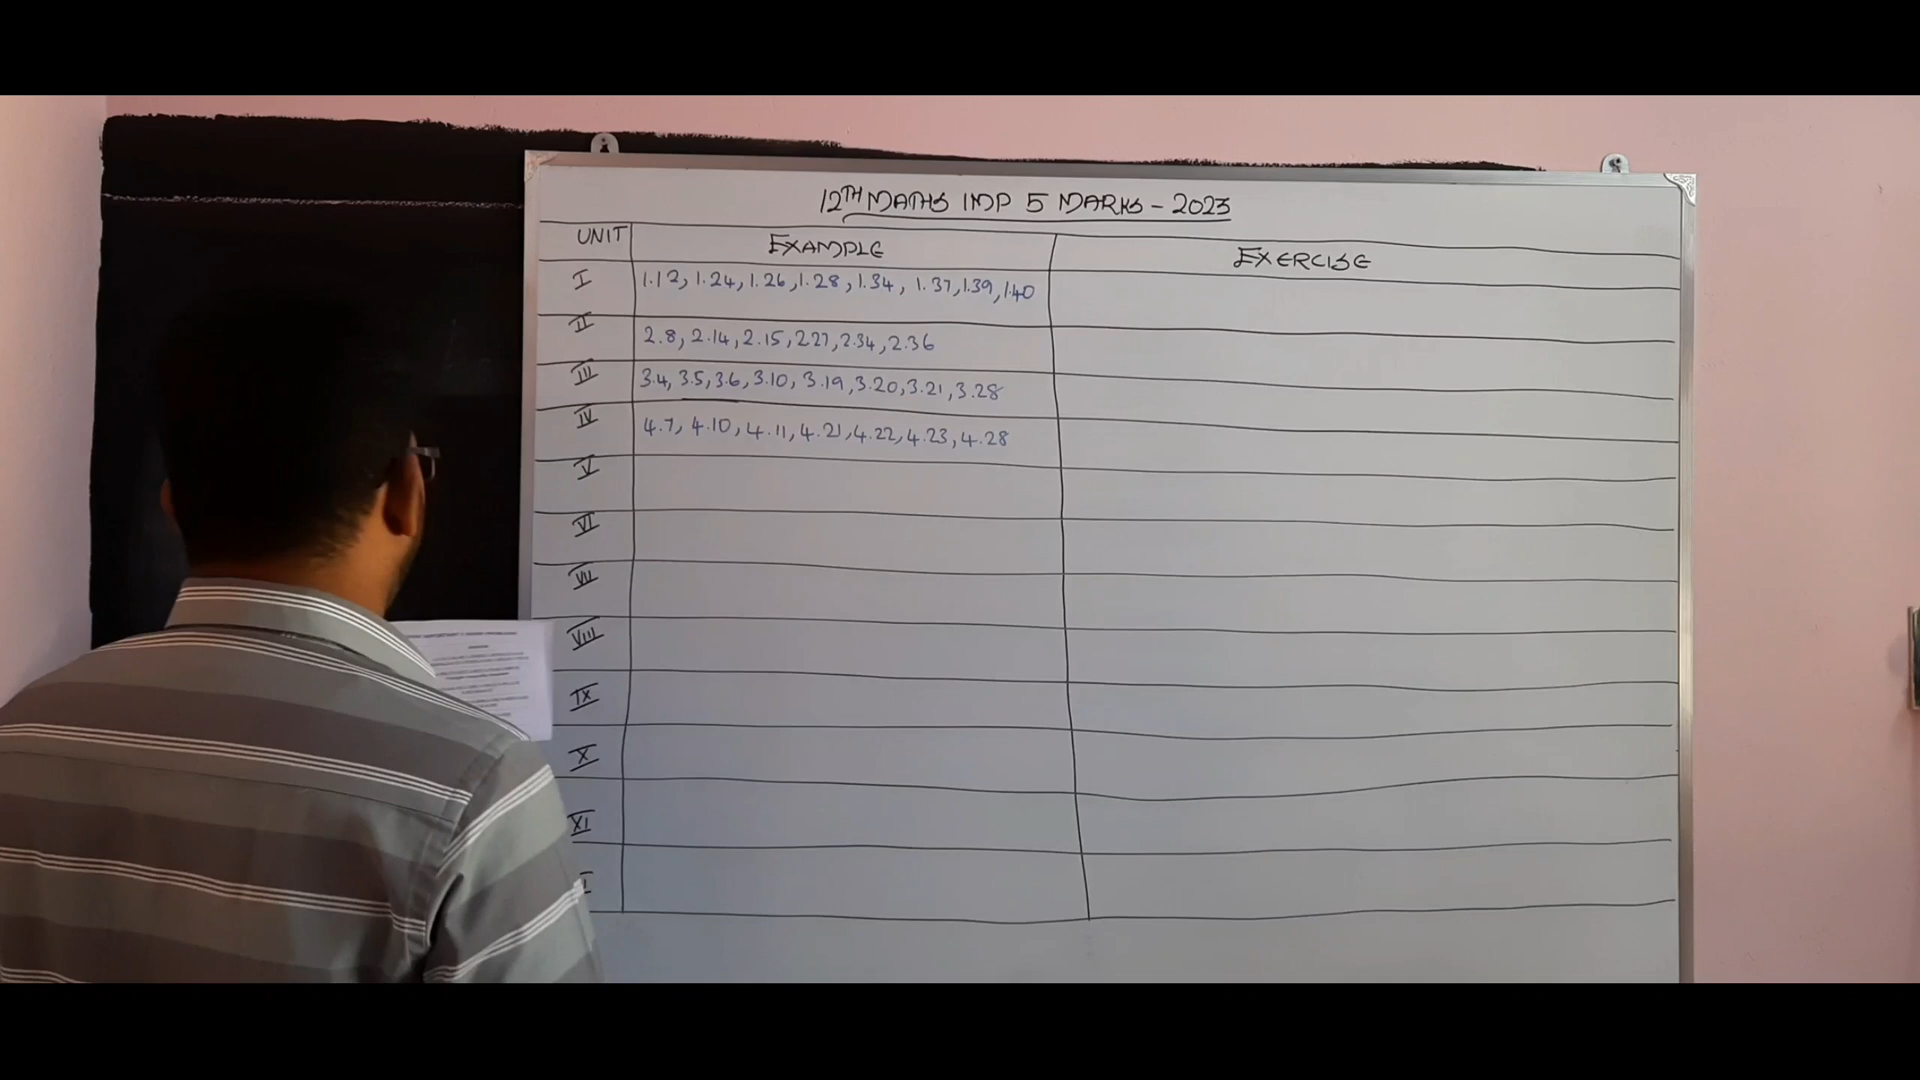 12TH MATHS IMP 5 MARKS - 2023
UNIT EXAMPLE EXERCISE
I 1.12, 1.24, 1.26, 1.28, 1.34, 1.37, 1.39, 1.40
II 2.8, 2.14, 2.15, 2.27, 2.34, 2.36
III 3.4, 3.5, 3.6, 3.10, 3.19, 3.20, 3.21, 3.28
IV 4.7, 4.10, 4.11, 4.21, 4.22, 4.23, 4.28
V
VI
VII
VIII
IX
X
XI
I